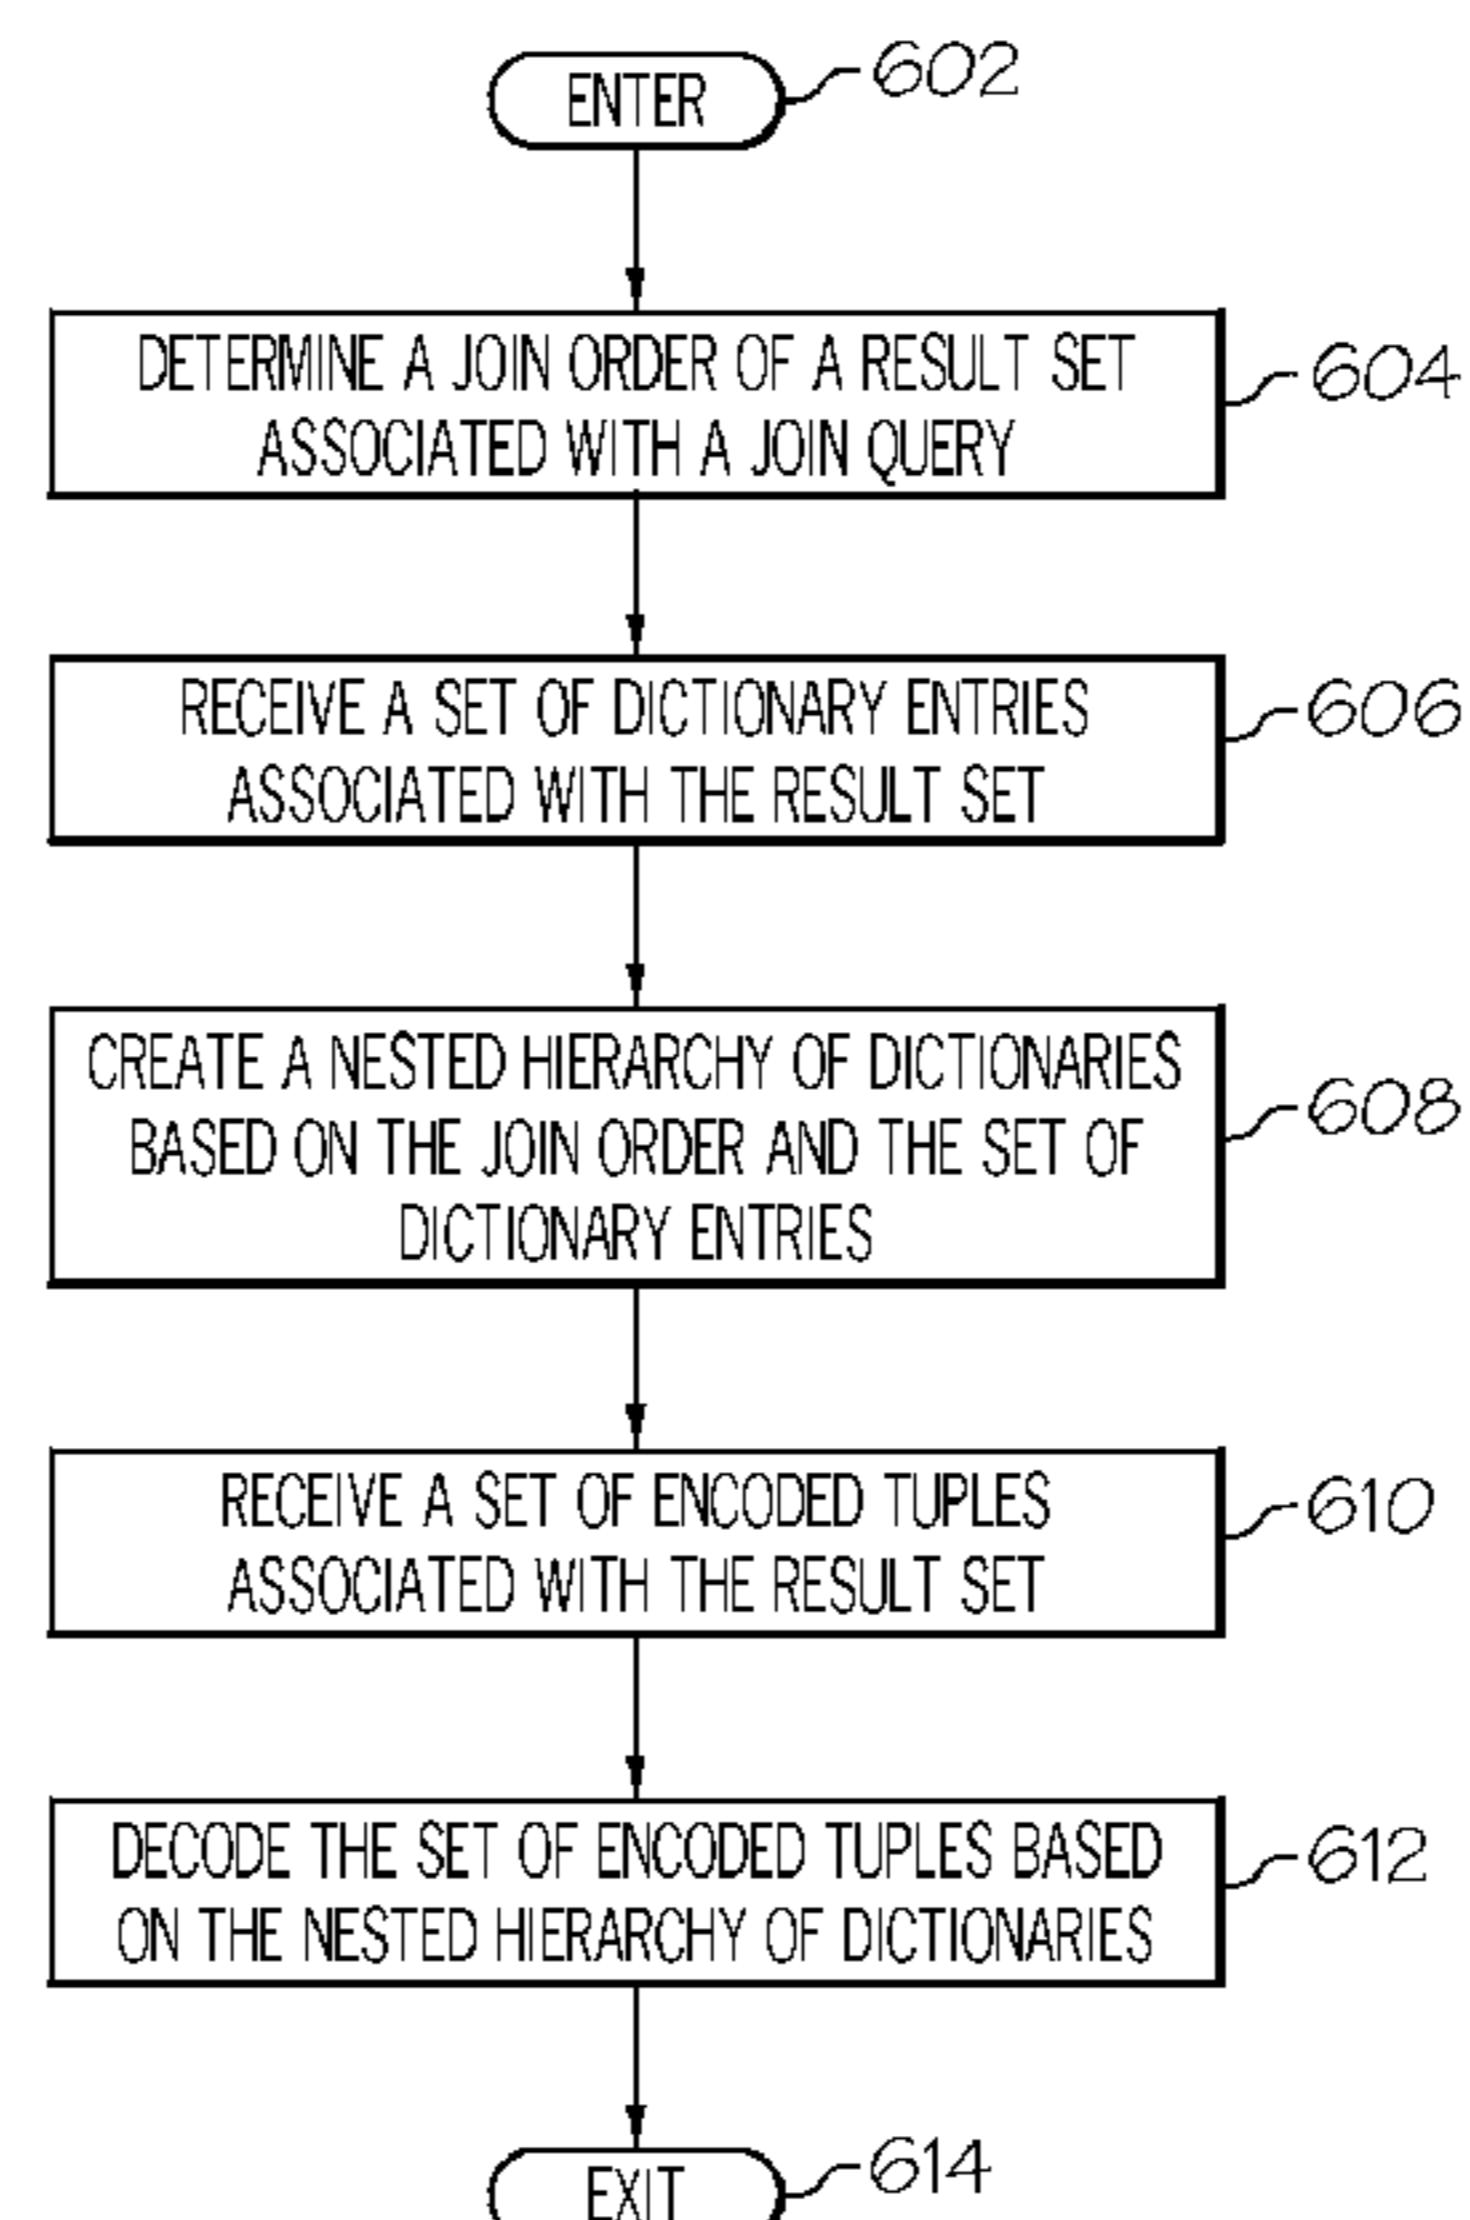 ENTER
602
DETERMINE A JOIN ORDER OF A RESULT SET
ASSOCIATED WITH A JOIN QUERY
604
RECEIVE A SET OF DICTIONARY ENTRIES
ASSOCIATED WITH THE RESULT SET
606
CREATE A NESTED HIERARCHY OF DICTIONARIES
BASED ON THE JOIN ORDER AND THE SET OF
DICTIONARY ENTRIES
608
RECEIVE A SET OF ENCODED TUPLES
ASSOCIATED WITH THE RESULT SET
610
DECODE THE SET OF ENCODED TUPLES BASED
ON THE NESTED HIERARCHY OF DICTIONARIES
612
EXIT
614